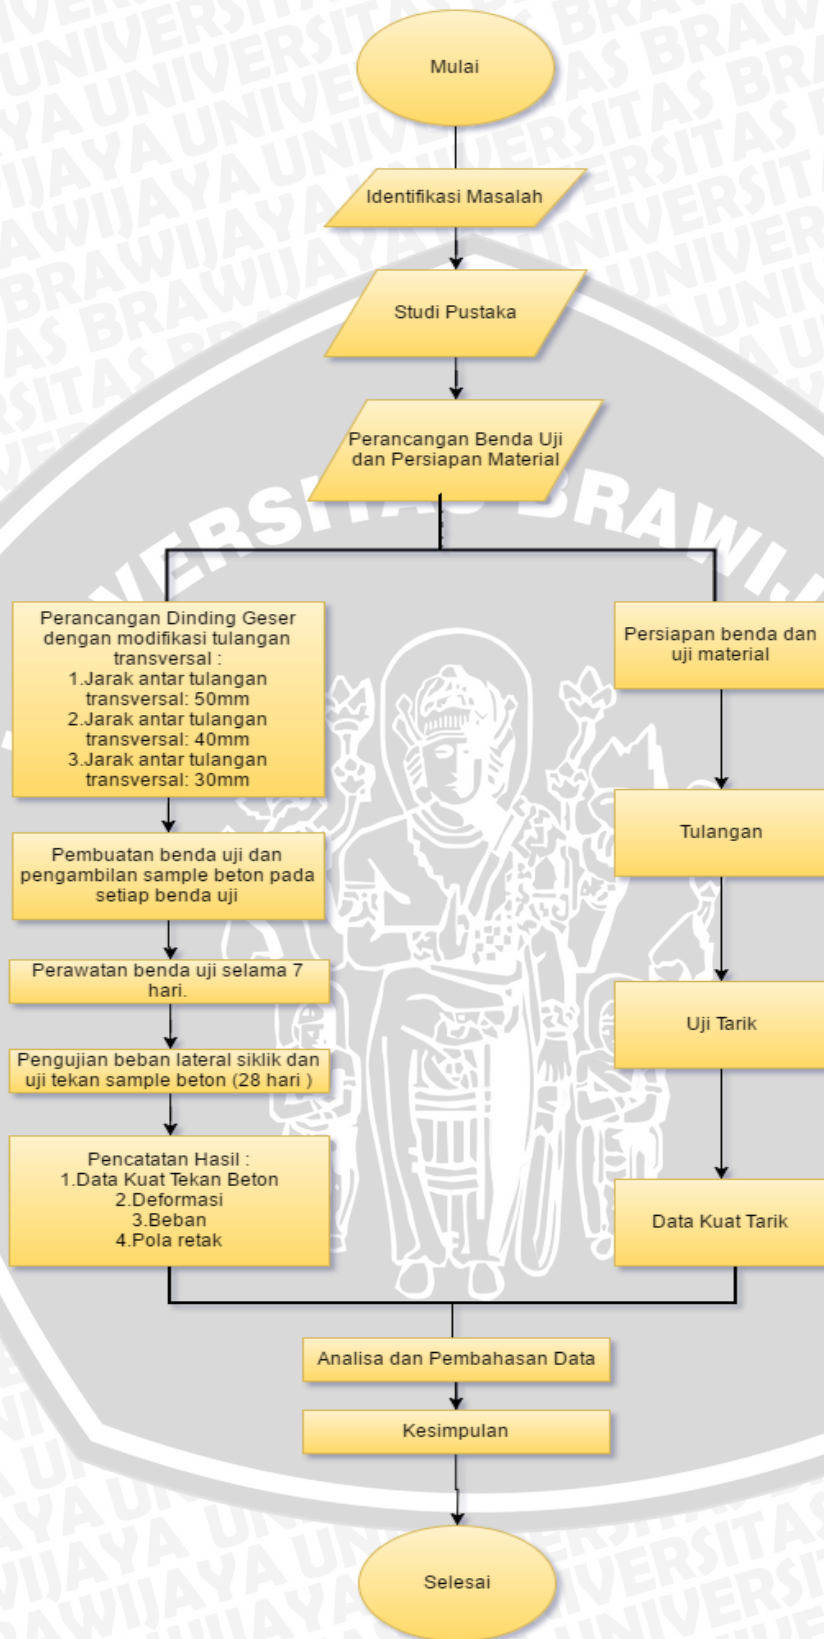 Mulai
Identifikasi Masalah
Studi Pustaka
Perancangan Benda Uji
dan Persiapan Material
Perancangan Dinding Geser
dengan modifikasi tulangan
transversal :
1.Jarak antar tulangan
transversal: 50mm
2.Jarak antar tulangan
transversal: 40mm
3.Jarak antar tulangan
transversal: 30mm
Pembuatan benda uji dan
pengambilan sample beton pada
setiap benda uji
Perawatan benda uji selama 7
hari.
Pengujian beban lateral siklik dan
uji tekan sample beton (28 hari )
Pencatatan Hasil :
1.Data Kuat Tekan Beton
2.Deformasi
3.Beban
4.Pola retak
Persiapan benda dan
uji material
Tulangan
Uji Tarik
Data Kuat Tarik
Analisa dan Pembahasan Data
Kesimpulan
Selesai